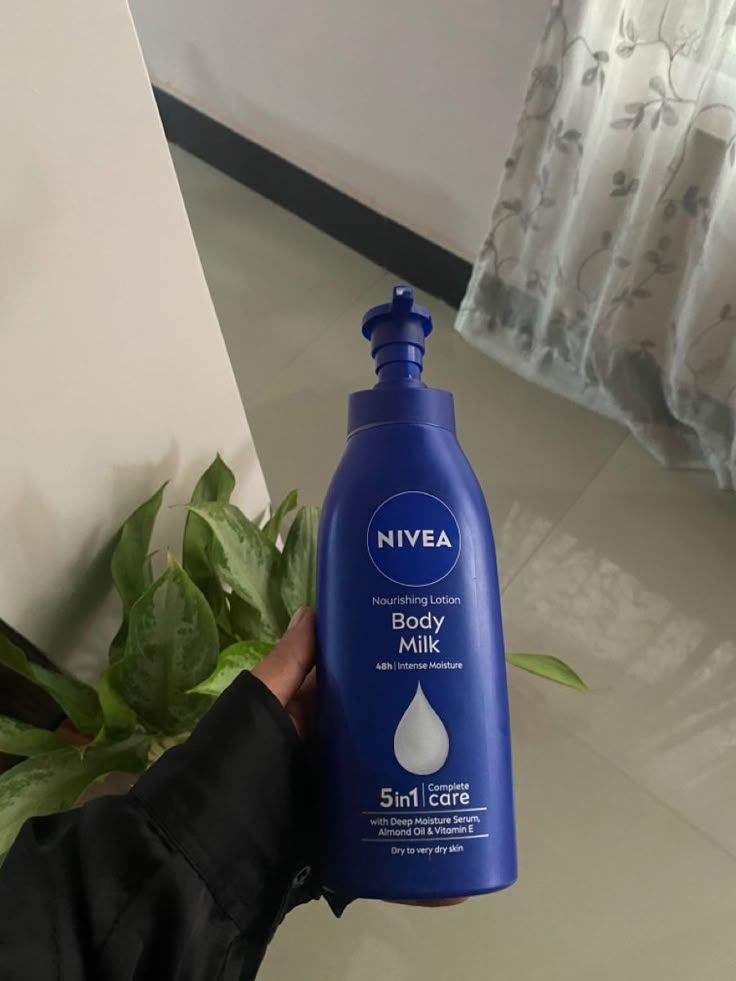 NIVEA
Nourishing Lotion
Body
Milk
48h | Intense Moisture
5in1 | Complete care
with Deep Moisture Serum,
Almond Oil & Vitamin E
Dry to very dry skin